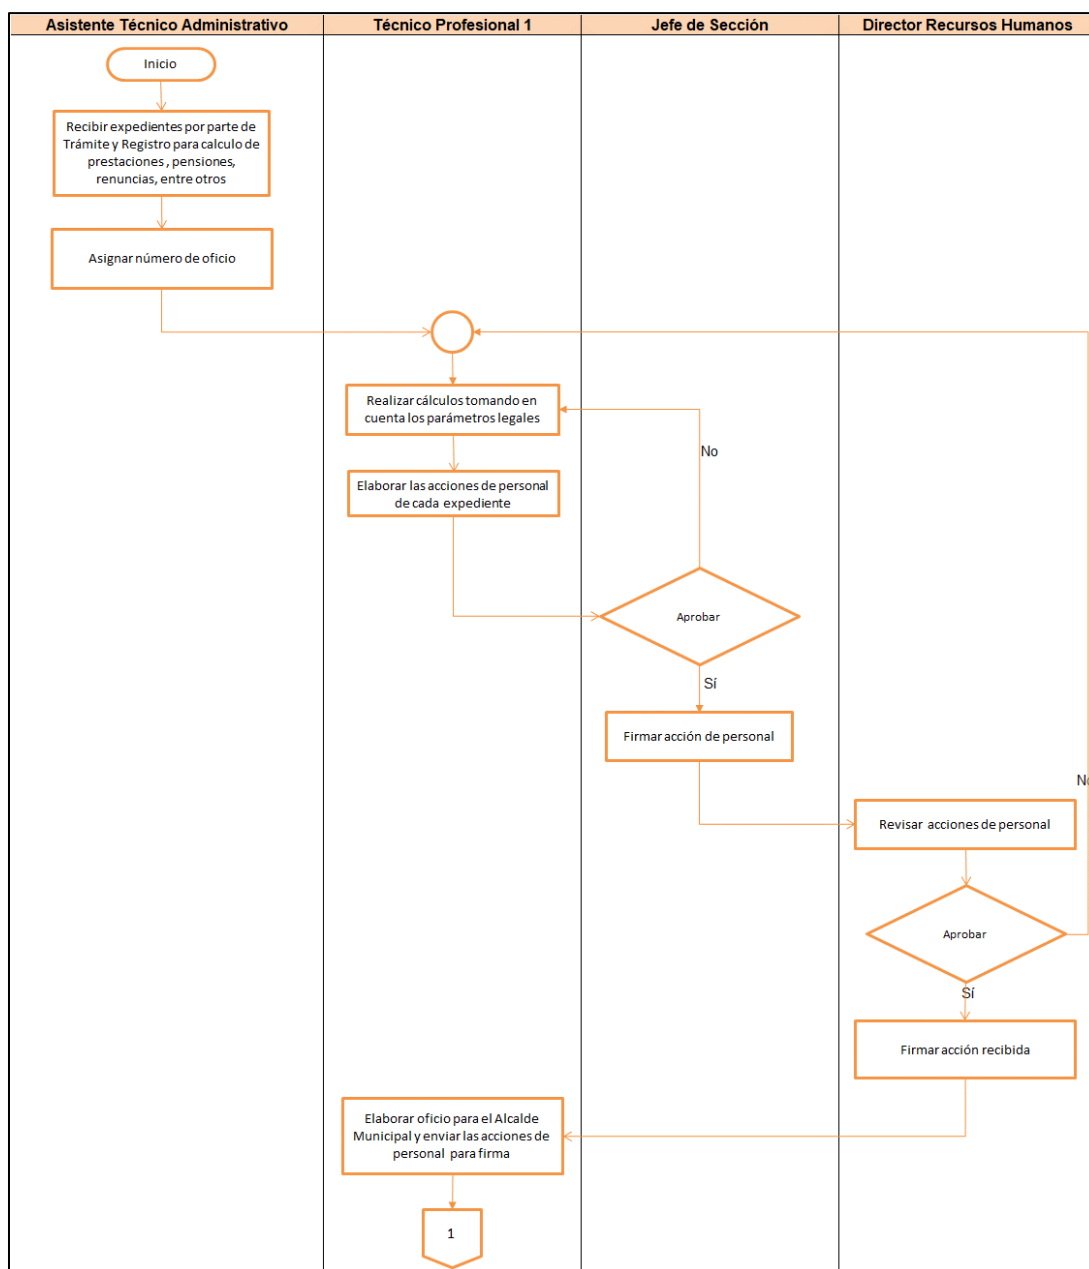 Asistente Técnico Administrativo
Técnico Profesional 1
Jefe de Sección
Director Recursos Humanos
Inicio
Recibir expedientes por parte de
Trámite y Registro para calculo de
prestaciones , pensiones,
renuncias, entre otros
Asignar número de oficio
Realizar cálculos tomando en
cuenta los parámetros legales
No
Elaborar las acciones de personal
de cada expediente
Aprobar
Sí
Firmar acción de personal
No
Revisar acciones de personal
Aprobar
Sí
Firmar acción recibida
Elaborar oficio para el Alcalde
Municipal y enviar las acciones de
personal para firma
1